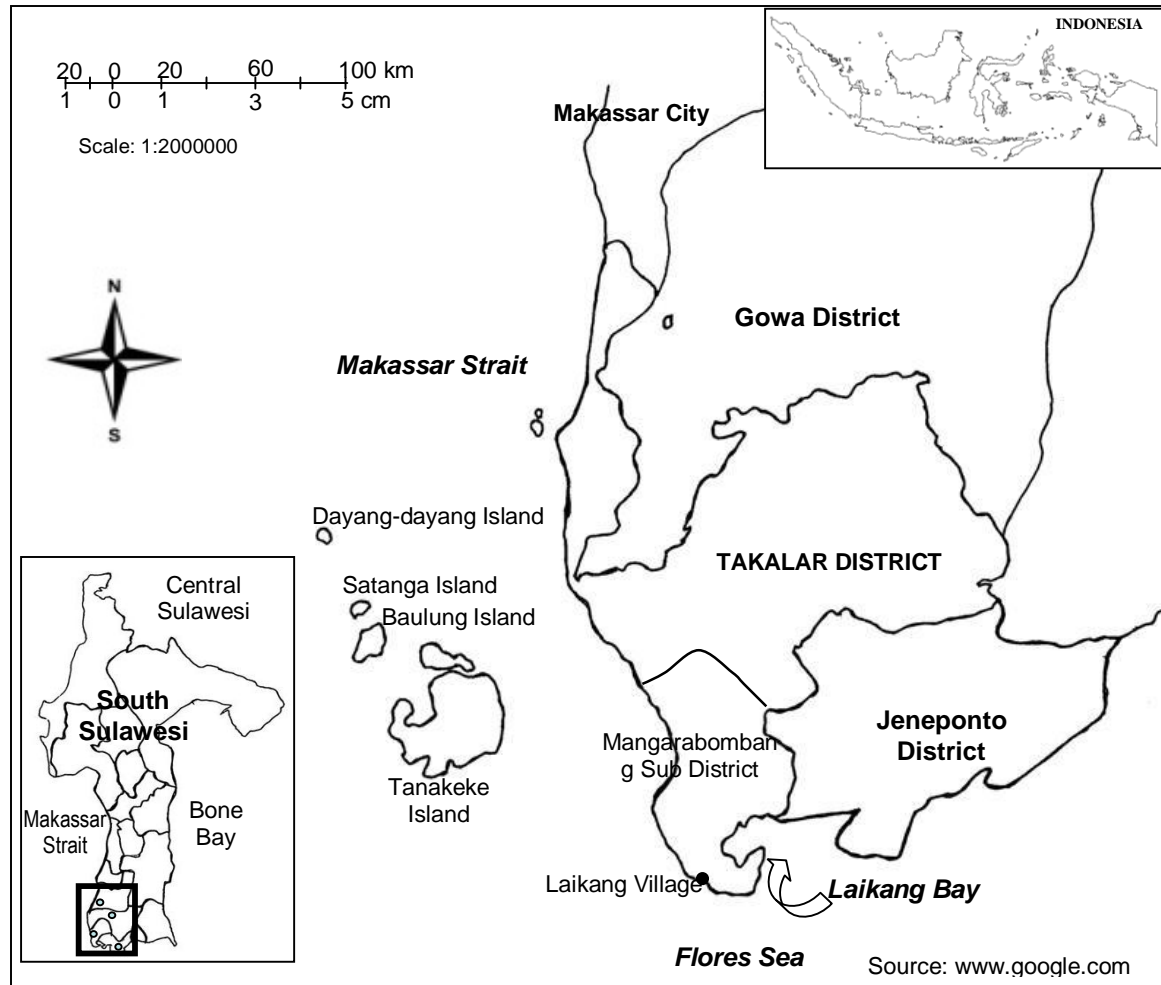 INDONESIA
20 0 20 60 100 km
1 0 1 3 5 cm
Scale: 1:2000000
Makassar City
N
S
Gowa District
Makassar Strait
Dayang-dayang Island
TAKALAR DISTRICT
Satanga Island
Baulung Island
Central
Sulawesi
South
Sulawesi
Makassar
Strait
Bone
Bay
Jeneponto
District
Mangarabomban
g Sub District
Tanakeke
Island
Laikang Village
Laikang Bay
Flores Sea
Source: www.google.com